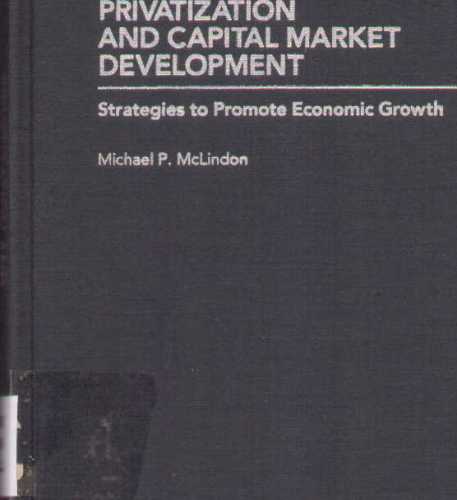 PRIVATIZATION
AND CAPITAL MARKET
DEVELOPMENT
Strategies to Promote Economic Growth
Michael P. McLindon